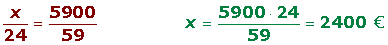 x/24 = 5900/59    x = 5900 · 24/59 = 2400 €